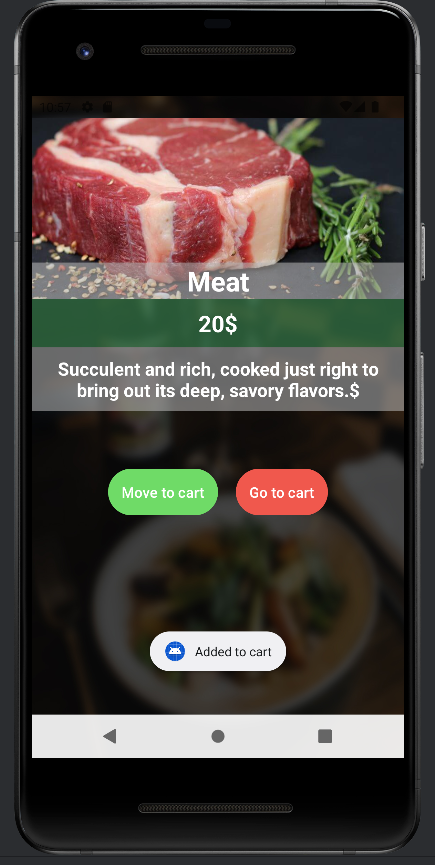 10:57
Meat
20$
Succulent and rich, cooked just right to
bring out its deep, savory flavors.$
Move to cart
Go to cart
Added to cart